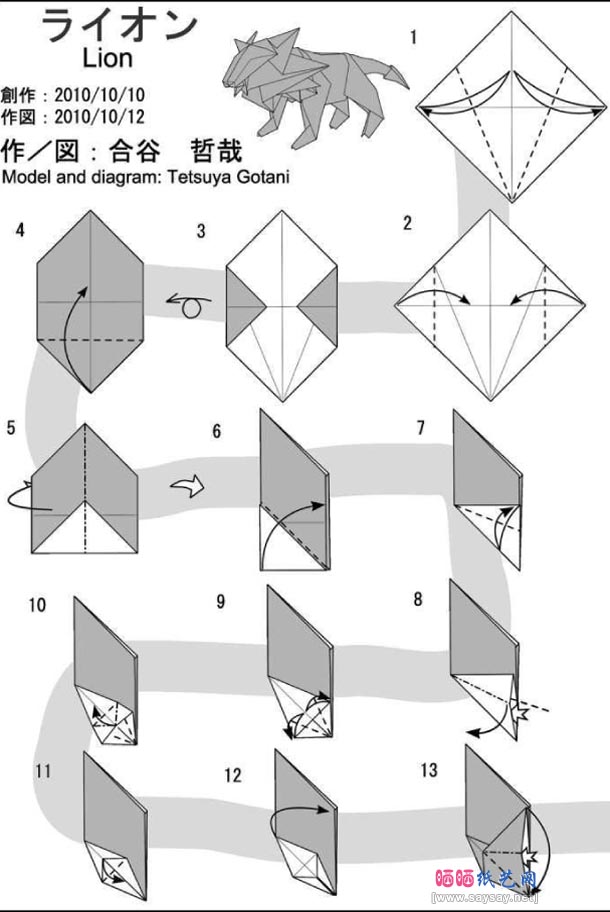 ライオン
Lion
創作：2010/10/10
作図：2010/10/12
作／図：合谷　哲哉
Model and diagram: Tetsuya Gotani
1
4
3
2
5
6
7
10
9
8
11
12
13
晒晒纸艺网
[www.saysay.net]